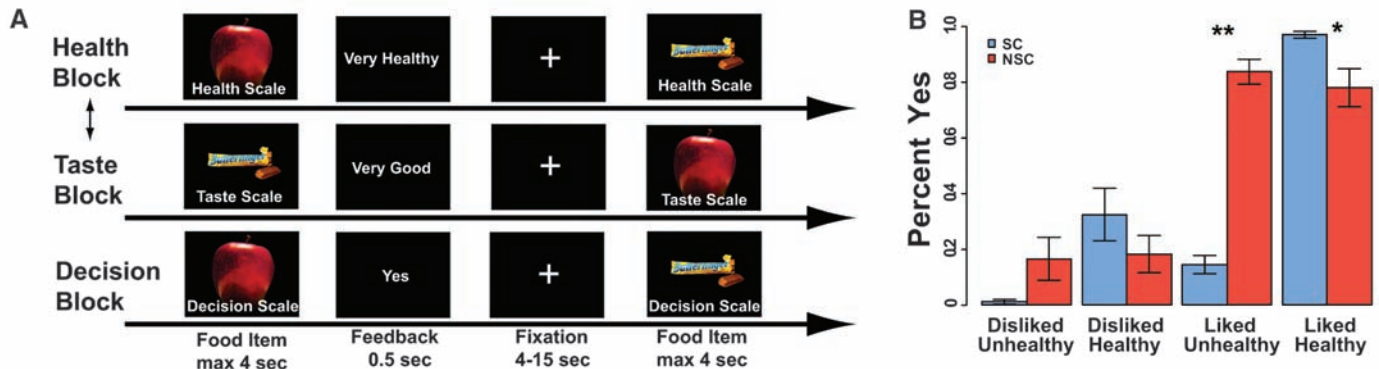 A
Health
Block
Health Scale
Very Healthy
+
Butterfinger
Health Scale
Taste
Block
Butterfinger
Taste Scale
Very Good
+
Taste Scale
Decision
Block
Decision Scale
Yes
+
Butterfinger
Decision Scale
Food Item
max 4 sec
Feedback
0.5 sec
Fixation
4-15 sec
Food Item
max 4 sec
B
Percent Yes
1.0
0.8
0.6
0.4
0.2
0
SC
NSC
**
*
Disliked
Unhealthy
Disliked
Healthy
Liked
Unhealthy
Liked
Healthy